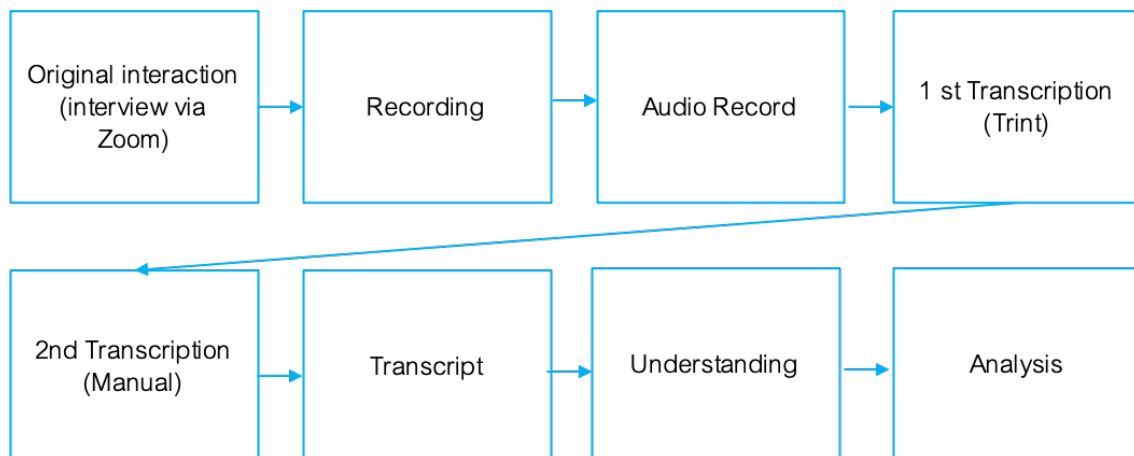 Original interaction
(interview via
Zoom)
Recording
Audio Record
1 st Transcription
(Trint)
2nd Transcription
(Manual)
Transcript
Understanding
Analysis